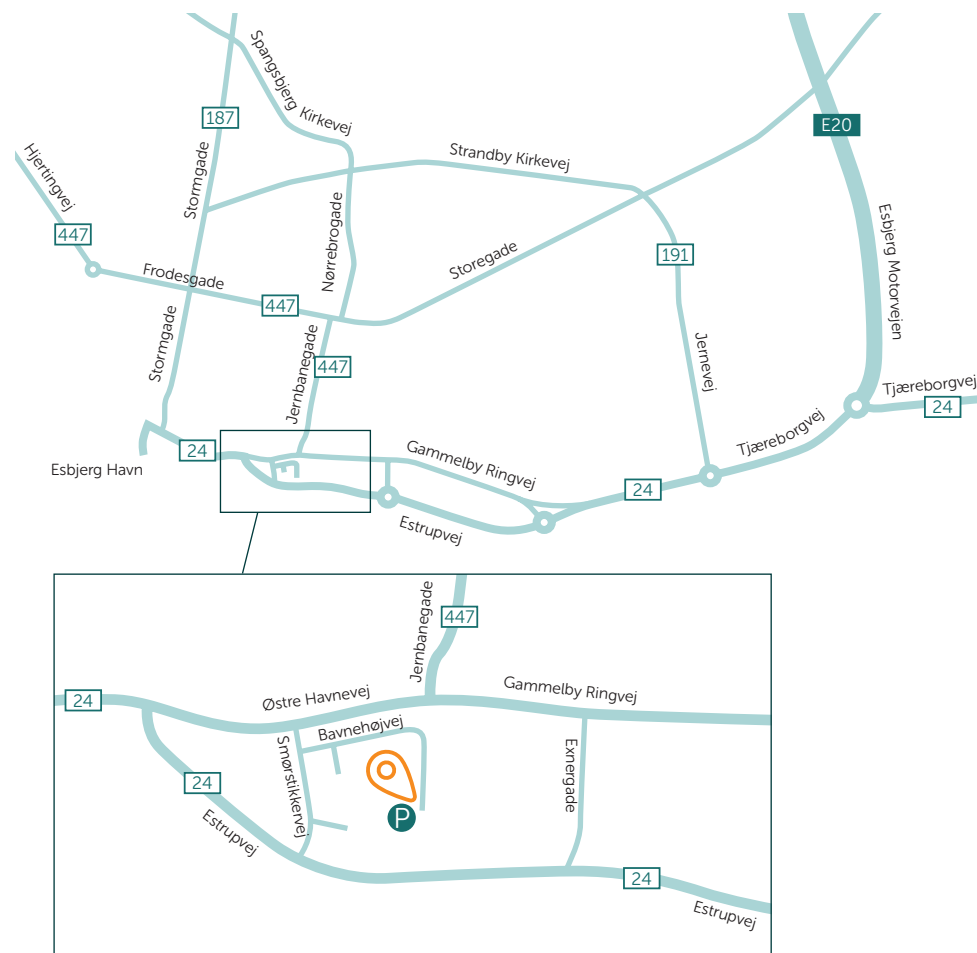 Spangsbjerg Kirkevej
187
E20
Hjertingvej
Strandby Kirkevej
Stormgade
447
Nørrebrogade
Esbjerg Motorvejen
191
Storegade
Frodesgade
447
Stormgade
Jernbanegade
447
Jernevej
Tjæreborgvej
24
Tjæreborgvej
24
Gammelby Ringvej
Esbjerg Havn
24
Estrupvej
Jernbanegade
447
Østre Havnevej
Gammelby Ringvej
24
Bavnehøjvej
Smørstikkervej
Exnergade
24
P
Estrupvej
24
Estrupvej